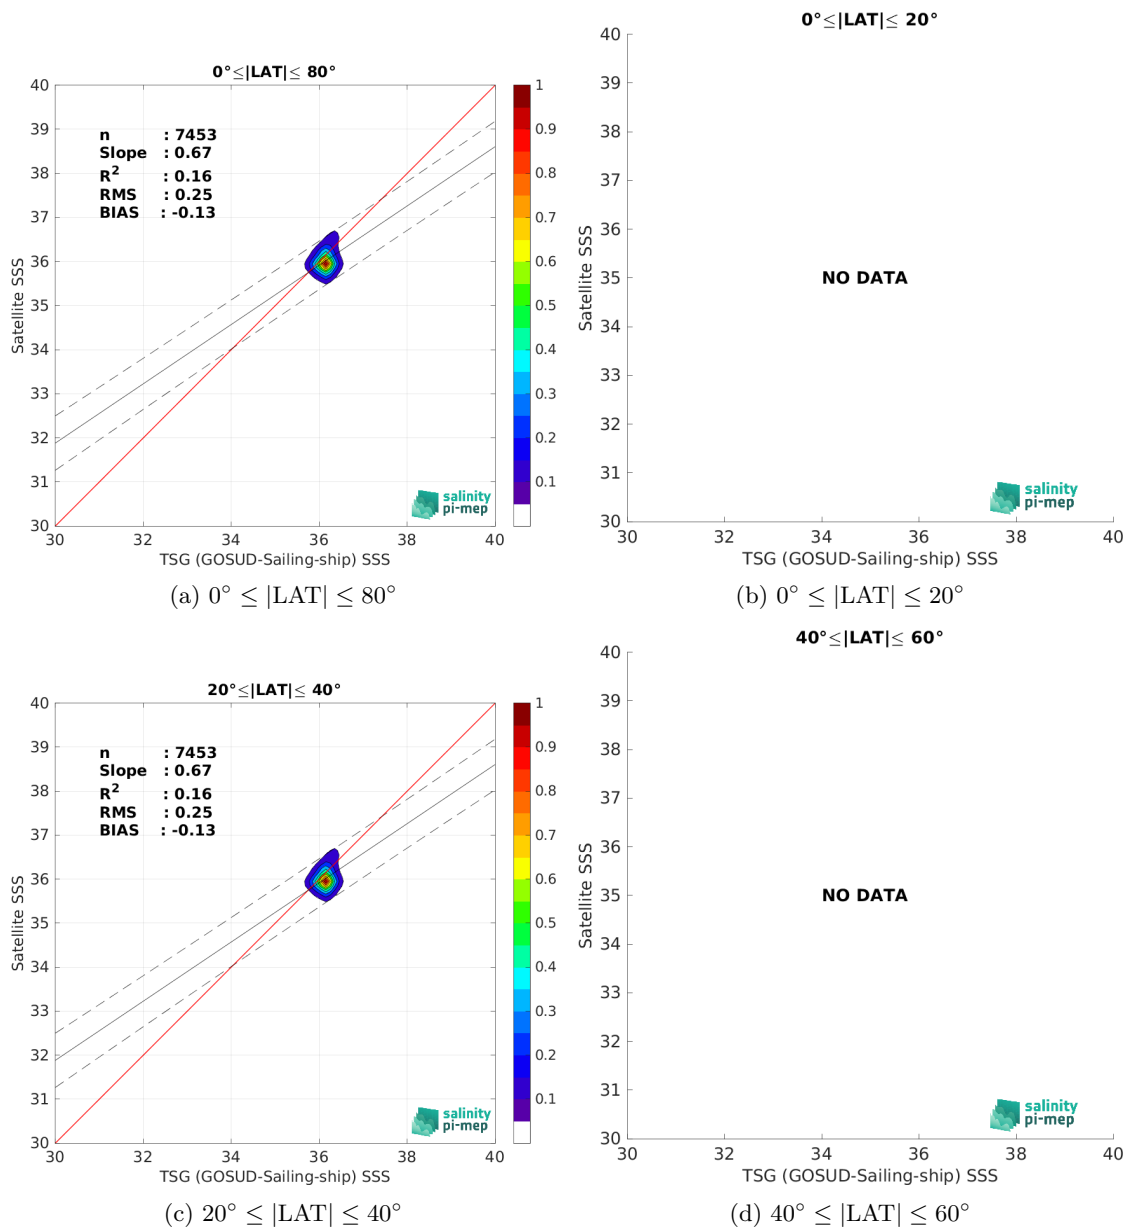 0°≤|LAT|≤ 80°
n : 7453
Slope : 0.67
R² : 0.16
RMS : 0.25
BIAS : -0.13
40
39
38
37
36
35
34
33
32
31
30
Satellite SSS
30 32 34 36 38 40
TSG (GOSUD-Sailing-ship) SSS
1
0.9
0.8
0.7
0.6
0.5
0.4
0.3
0.2
0.1
salinity
pi-mep
(a) 0° ≤ |LAT| ≤ 80°
0°≤|LAT|≤ 20°
40
39
38
37
36
35
34
33
32
31
30
Satellite SSS
NO DATA
salinity
pi-mep
30 32 34 36 38 40
TSG (GOSUD-Sailing-ship) SSS
(b) 0° ≤ |LAT| ≤ 20°
20°≤|LAT|≤ 40°
n : 7453
Slope : 0.67
R² : 0.16
RMS : 0.25
BIAS : -0.13
40
39
38
37
36
35
34
33
32
31
30
Satellite SSS
30 32 34 36 38 40
TSG (GOSUD-Sailing-ship) SSS
1
0.9
0.8
0.7
0.6
0.5
0.4
0.3
0.2
0.1
salinity
pi-mep
(c) 20° ≤ |LAT| ≤ 40°
40°≤|LAT|≤ 60°
40
39
38
37
36
35
34
33
32
31
30
Satellite SSS
NO DATA
salinity
pi-mep
30 32 34 36 38 40
TSG (GOSUD-Sailing-ship) SSS
(d) 40° ≤ |LAT| ≤ 60°